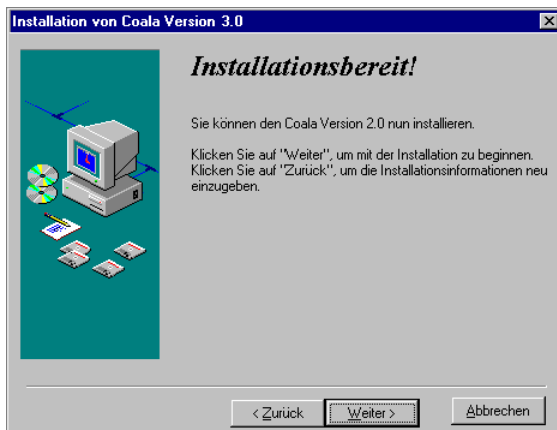 Installation von Coala Version 3.0
Installationsbereit!
Sie können den Coala Version 2.0 nun installieren.
Klicken Sie auf "Weiter", um mit der Installation zu beginnen.
Klicken Sie auf "Zurück", um die Installationsinformationen neu
einzugeben.
< Zurück
Weiter >
Abbrechen